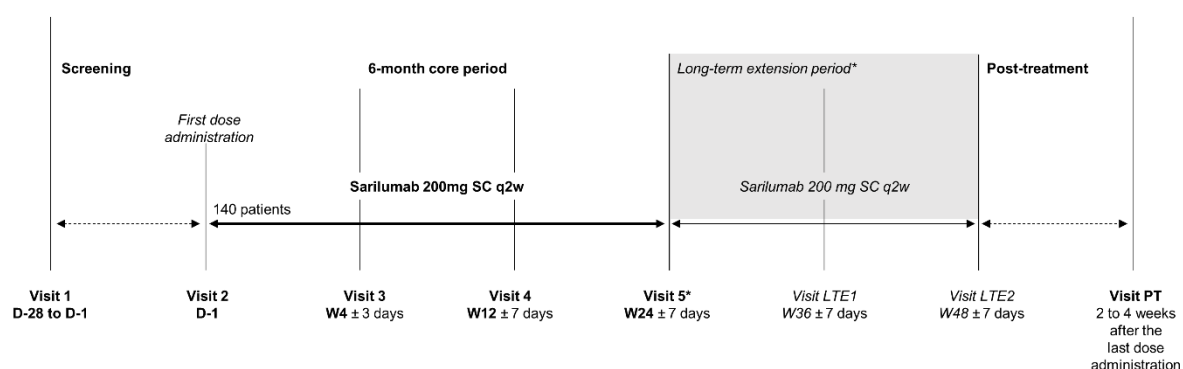 Screening
6-month core period
Long-term extension period*
Post-treatment
First dose
administration
Sarilumab 200mg SC q2w
Sarilumab 200 mg SC q2w
140 patients
Visit 1
D-28 to D-1
Visit 2
D-1
Visit 3
W4 ± 3 days
Visit 4
W12 ± 7 days
Visit 5*
W24 ± 7 days
Visit LTE1
W36 ± 7 days
Visit LTE2
W48 ± 7 days
Visit PT
2 to 4 weeks
after the
last dose
administration